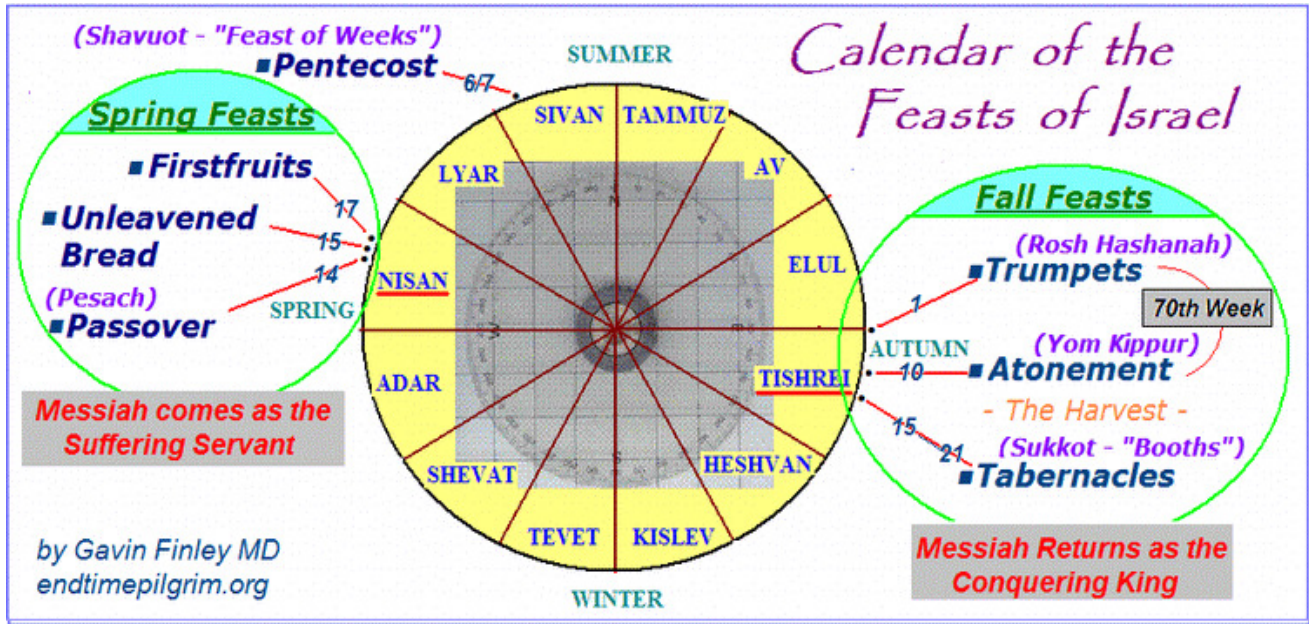 Calendar of the
Feasts of Israel
(Shavuot - "Feast of Weeks")
Pentecost
6/7
Spring Feasts
Firstfruits
17
Unleavened
Bread
15
(Pesach)
Passover
14
Messiah comes as the
Suffering Servant
SUMMER
SPRING
AUTUMN
WINTER
SIVAN
TAMMUZ
LYAR
AV
NISAN
ELUL
ADAR
TISHREI
SHEVAT
HESHVAN
TEVET
KISLEV
N
W
E
S
Fall Feasts
(Rosh Hashanah)
Trumpets
1
70th Week
(Yom Kippur)
Atonement
10
- The Harvest -
(Sukkot - "Booths")
Tabernacles
15
21
Messiah Returns as the
Conquering King
by Gavin Finley MD
endtimepilgrim.org